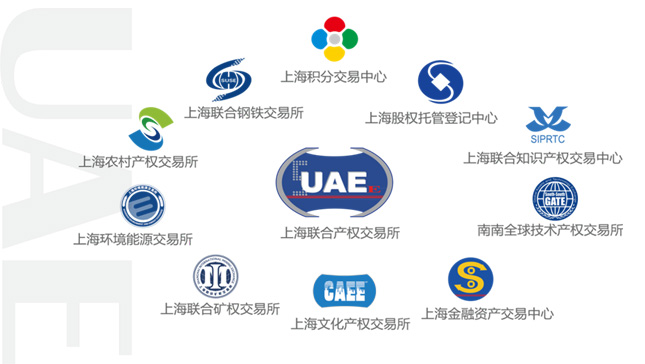 UAE
上海积分交易中心
SUSE
上海联合钢铁交易所
上海股权托管登记中心
上海农村产权交易所
SIPRTC
上海联合知识产权交易中心
SUAEE
上海联合产权交易所
上海环境能源交易所
South-South
GATE
南南全球技术产权交易所
上海联合矿权交易所
CAEE
上海文化产权交易所
上海金融资产交易中心